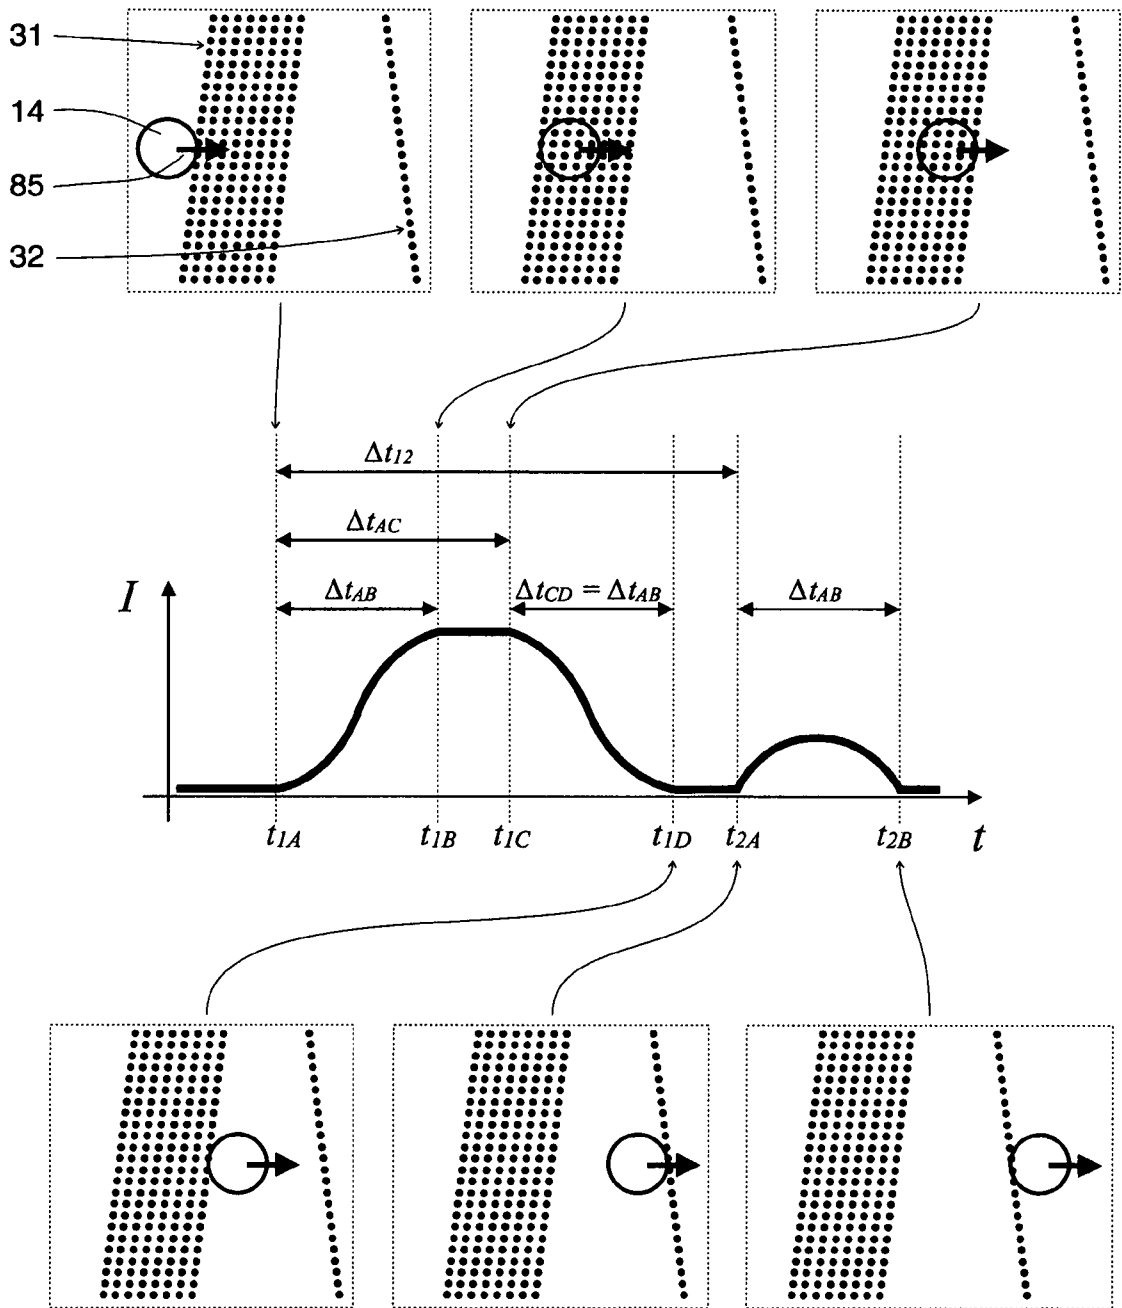 31
14
85
32
Δt12
ΔtAC
I
ΔtAB
ΔtCD = ΔtAB
ΔtAB
t1A
t1B
t1C
t1D
t2A
t2B
t